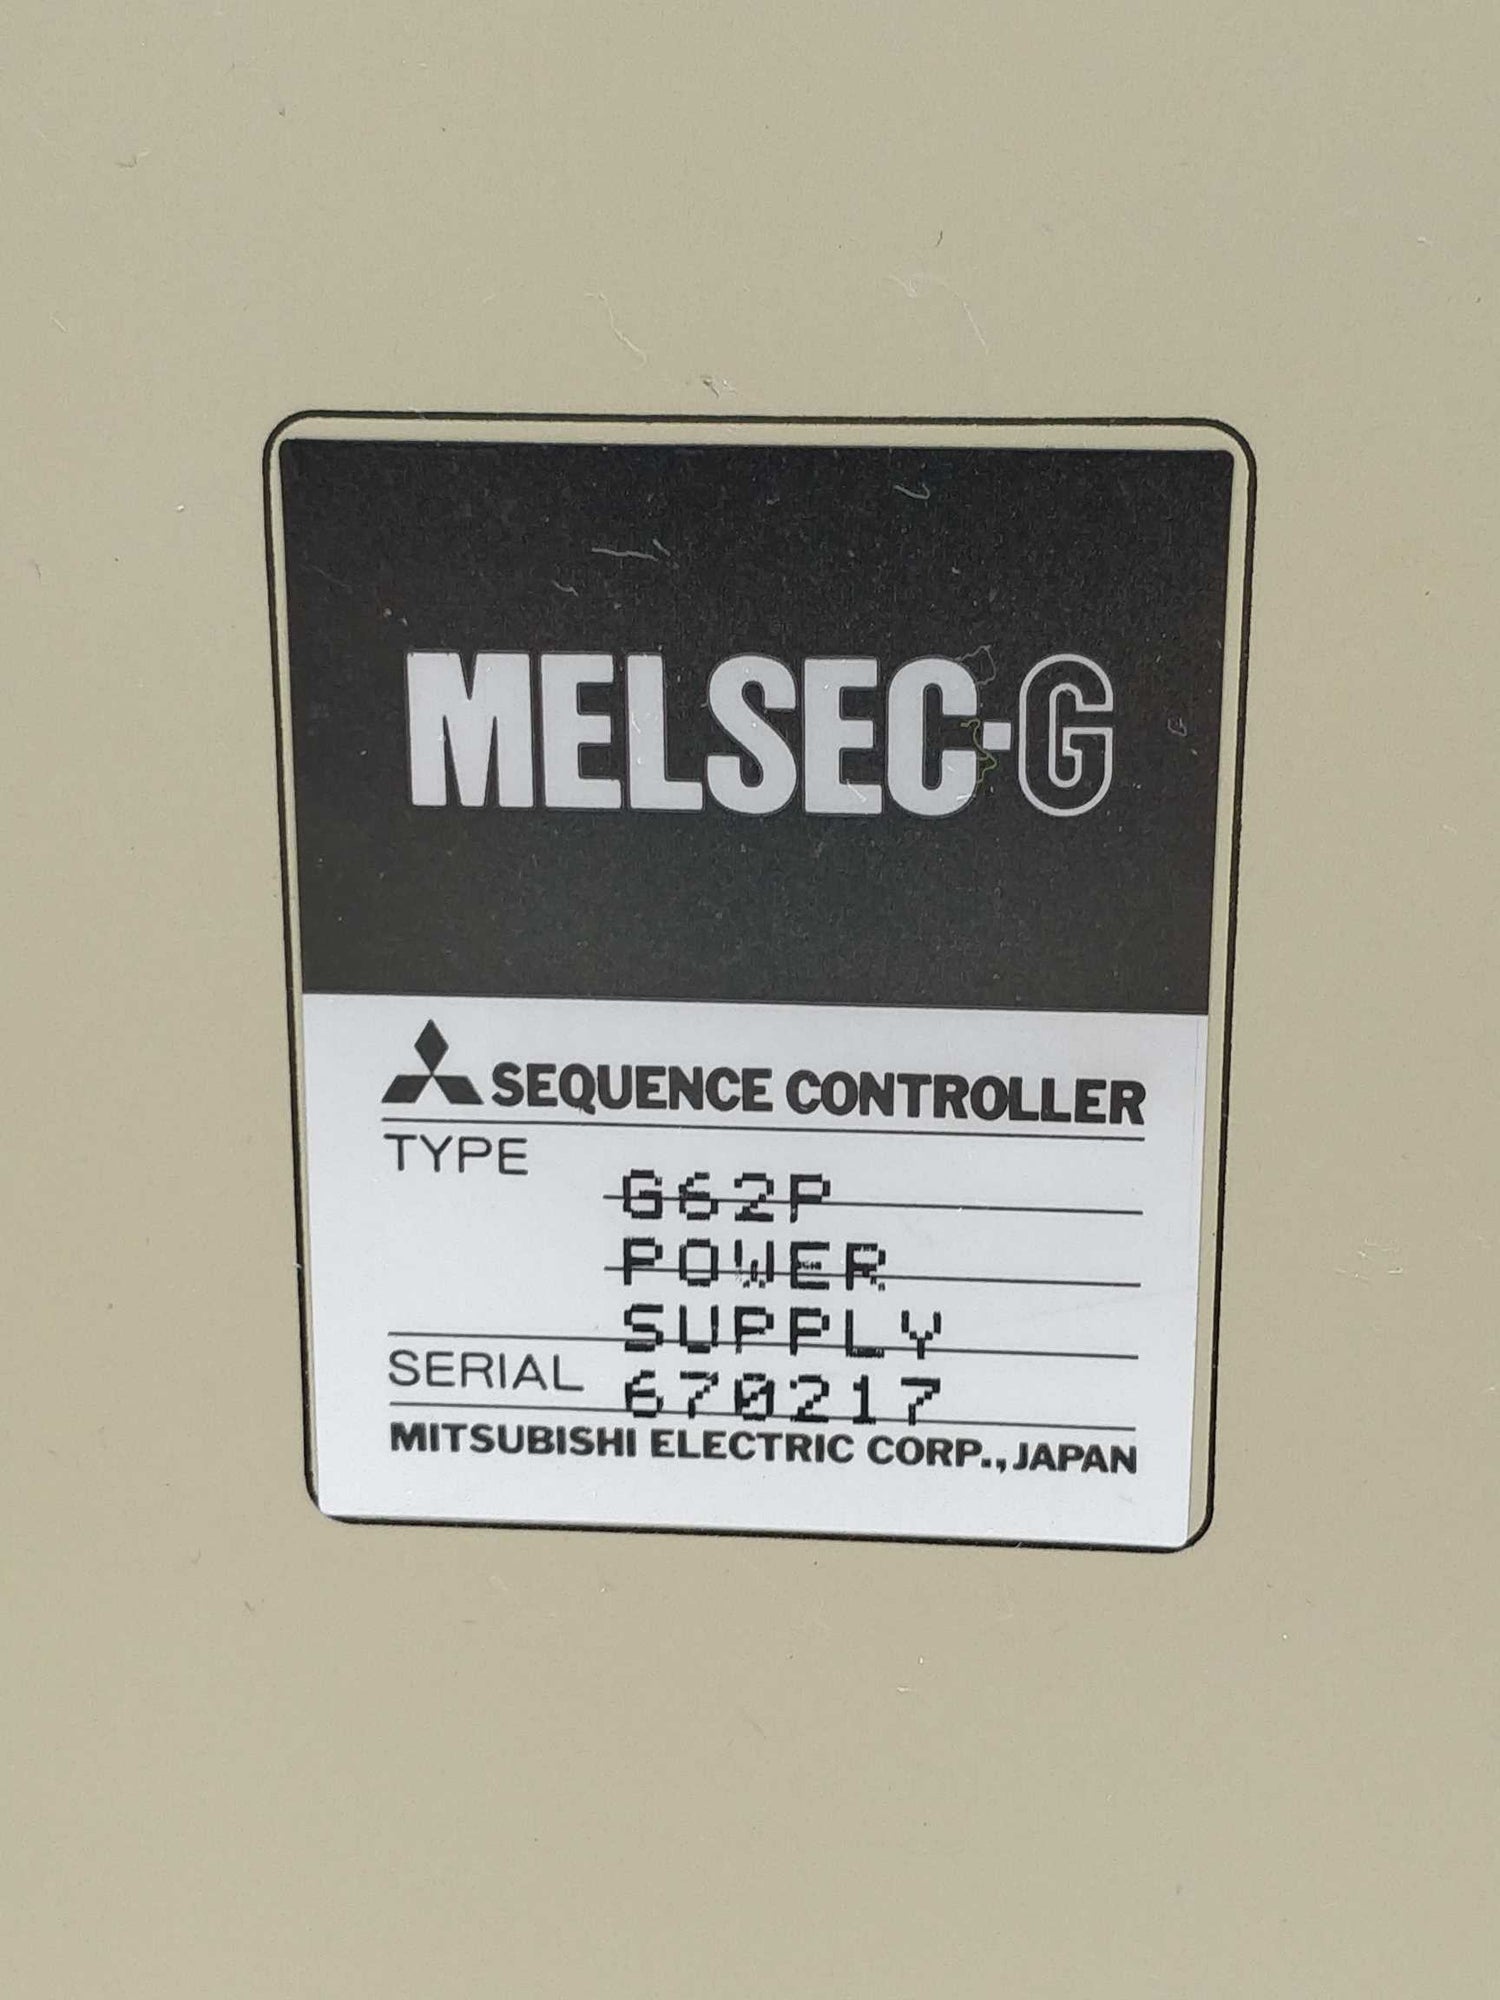 MELSEC-G
SEQUENCE CONTROLLER
TYPE
G62P
POWER
SUPPLY
SERIAL 670217
MITSUBISHI ELECTRIC CORP., JAPAN